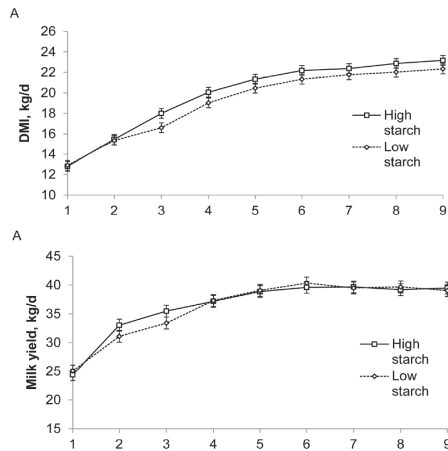 A
26
24
22
20
18
16
14
12
10
DMI, kg/d
High
starch
Low
starch
1 2 3 4 5 6 7 8 9
A
45
40
35
30
25
20
15
Milk yield, kg/d
High
starch
Low
starch
1 2 3 4 5 6 7 8 9